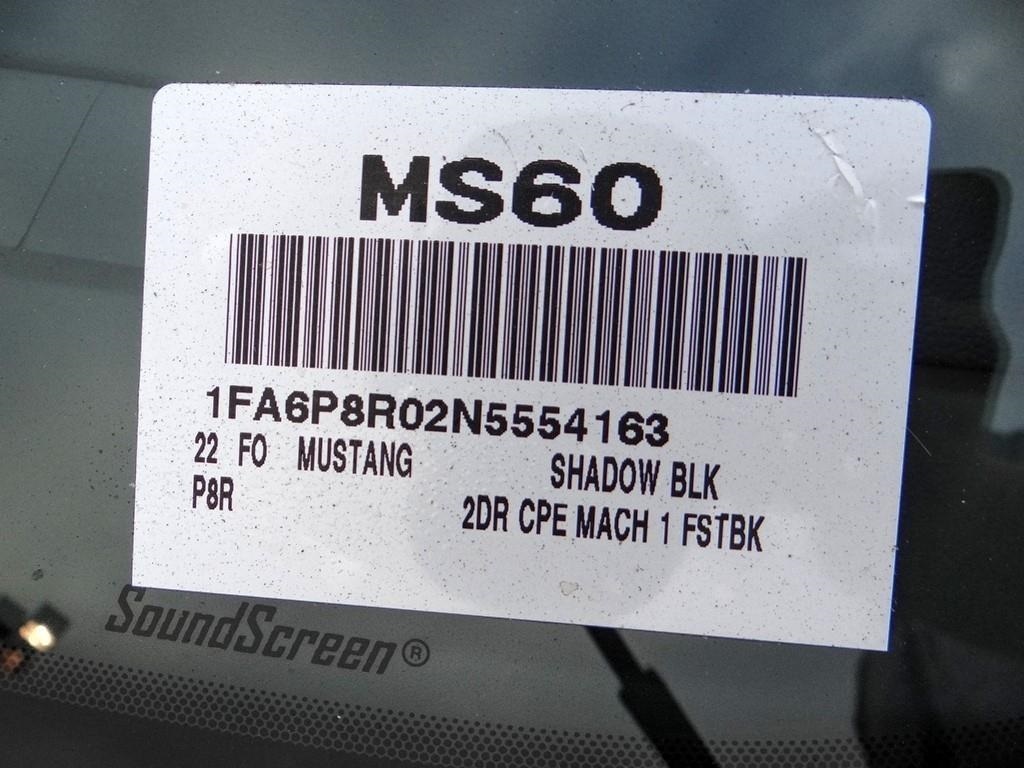 MS60
1FA6P8R02N5554163
22 FO MUSTANG SHADOW BLK
P8R 2DR CPE MACH 1 FSTBK
SoundScreen®